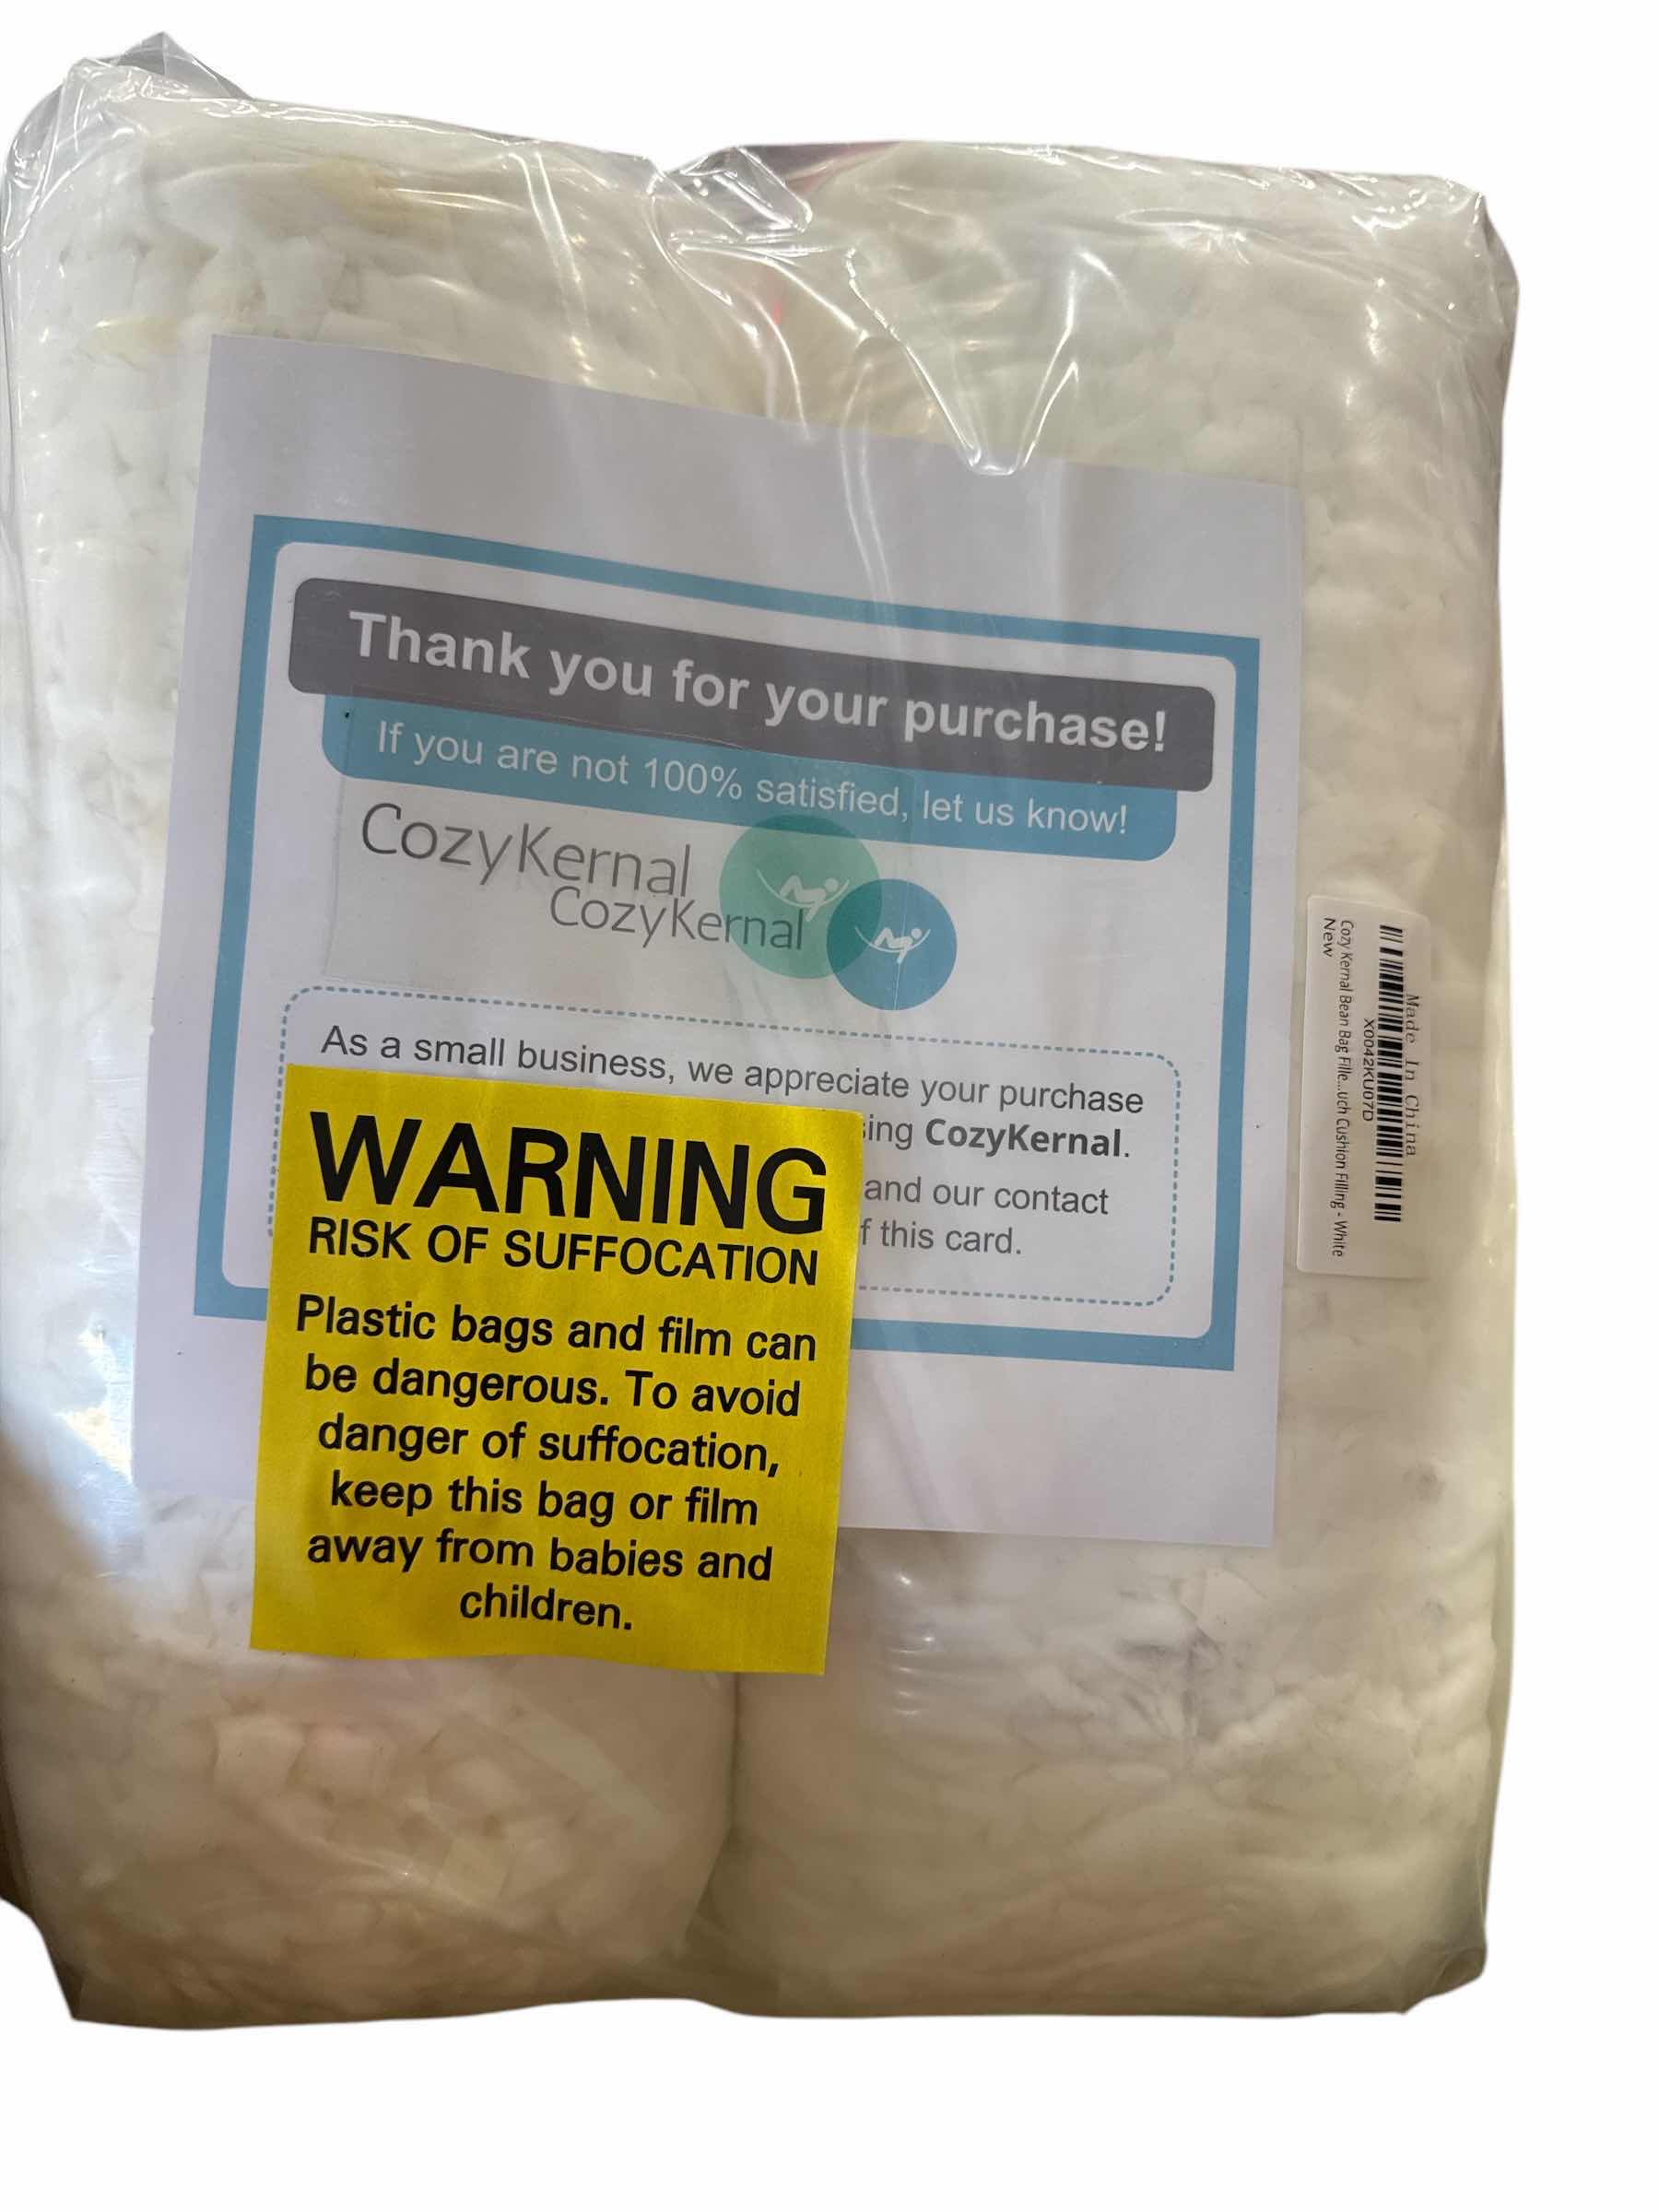 Thank you for your purchase!
If you are not 100% satisfied, let us know!
CozyKernal
CozyKernal
As a small business, we appreciate your purchase
ing CozyKernal.
and our contact
f this card.
WARNING
RISK OF SUFFOCATION
Plastic bags and film can
be dangerous. To avoid
danger of suffocation,
keep this bag or film
away from babies and
children.
Made In China
X0042KU07D
Cozy Kernal Bean Bag Fille...uch Cushion Filling - White
New